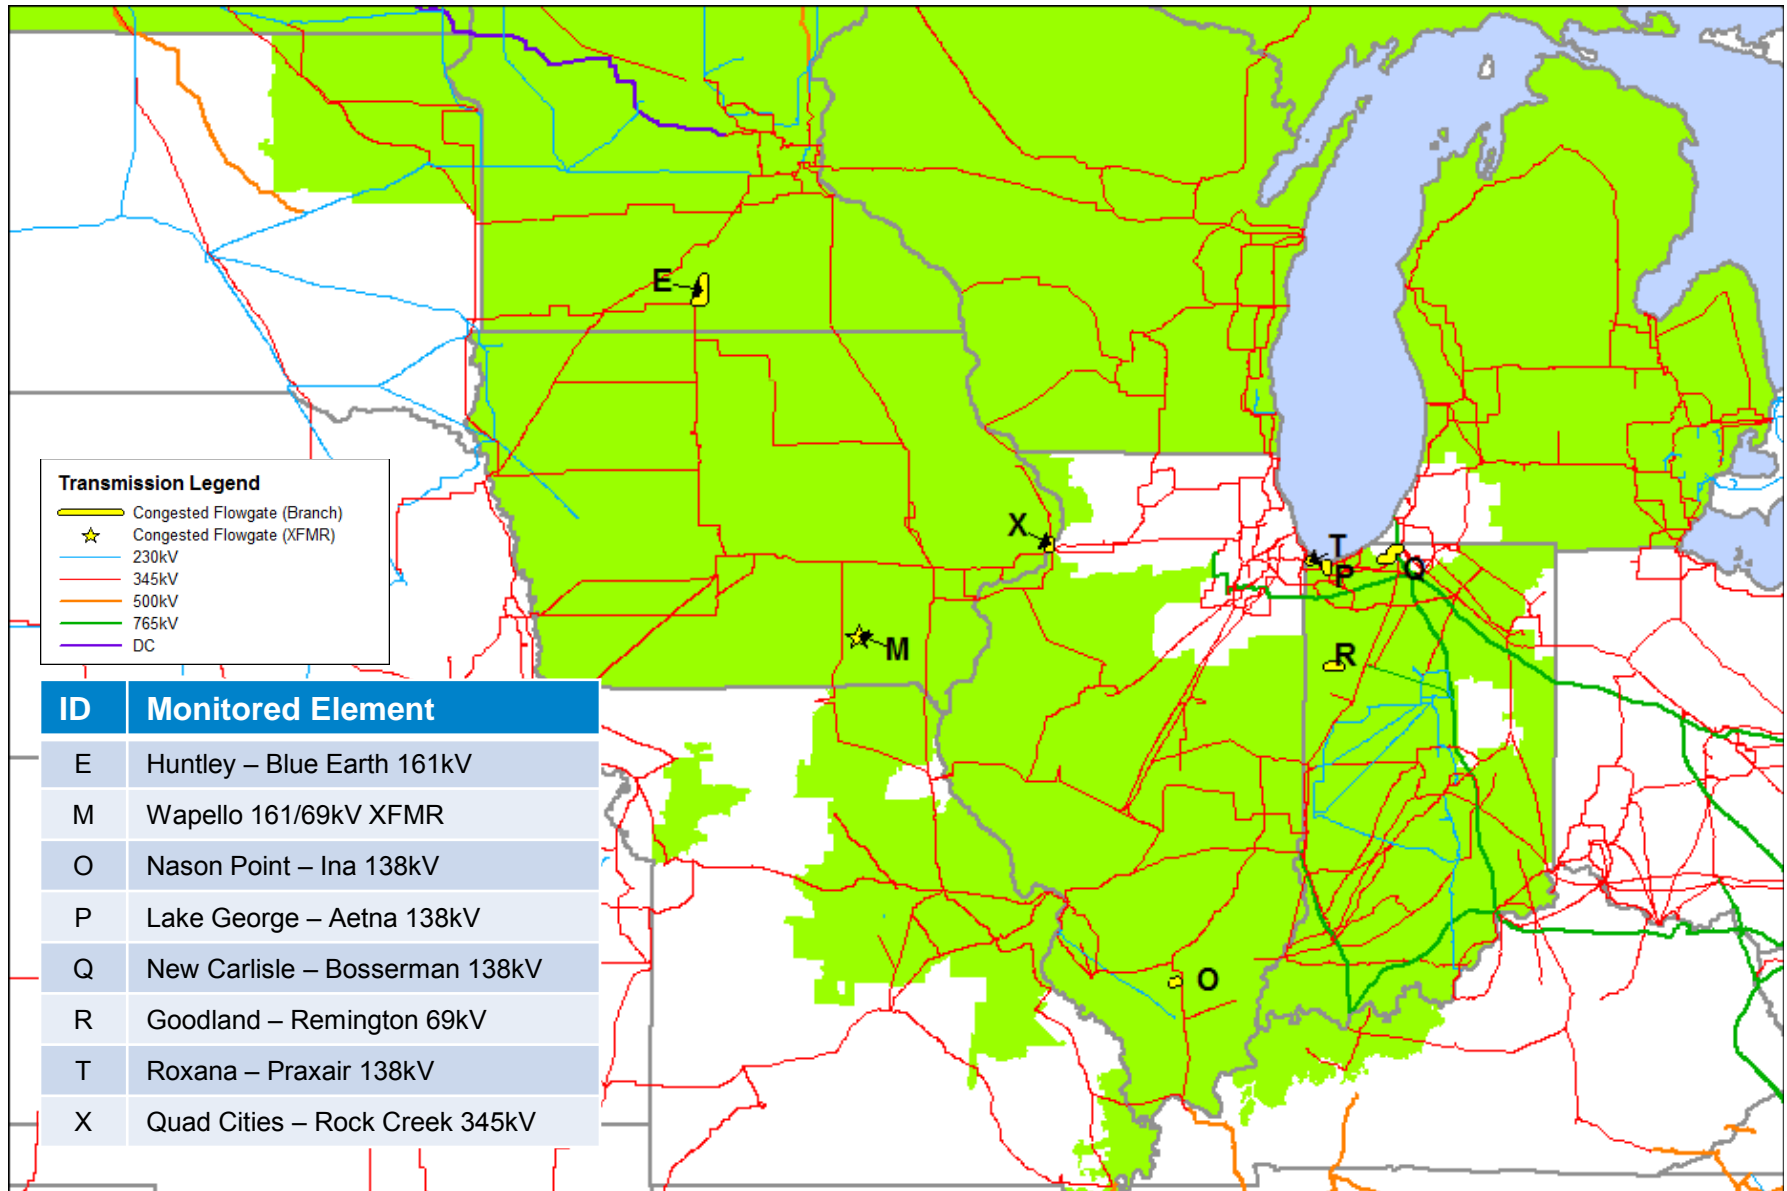 E
X
T
P
Q
M
R
O
Transmission Legend
Congested Flowgate (Branch)
Congested Flowgate (XFMR)
230kV
345kV
500kV
765kV
DC
ID Monitored Element
E Huntley – Blue Earth 161kV
M Wapello 161/69kV XFMR
O Nason Point – Ina 138kV
P Lake George – Aetna 138kV
Q New Carlisle – Bosserman 138kV
R Goodland – Remington 69kV
T Roxana – Praxair 138kV
X Quad Cities – Rock Creek 345kV